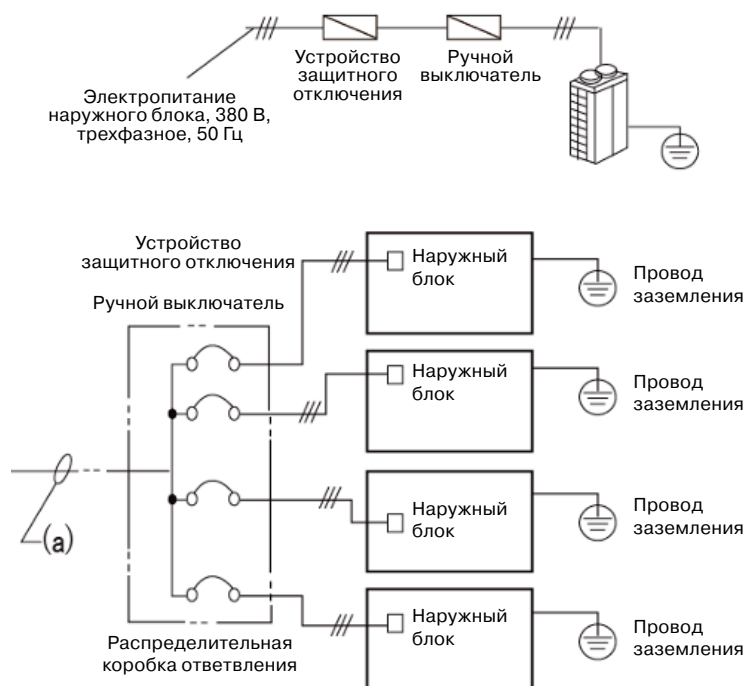 Устройство
защитного
отключения
Ручной
выключатель
Электропитание
наружного блока, 380 В,
трехфазное, 50 Гц
Устройство
защитного отключения
Ручной выключатель
Наружный
блок
Провод
заземления
Наружный
блок
Провод
заземления
(a)
Наружный
блок
Провод
заземления
Наружный
блок
Провод
заземления
Распределительная
коробка ответвления